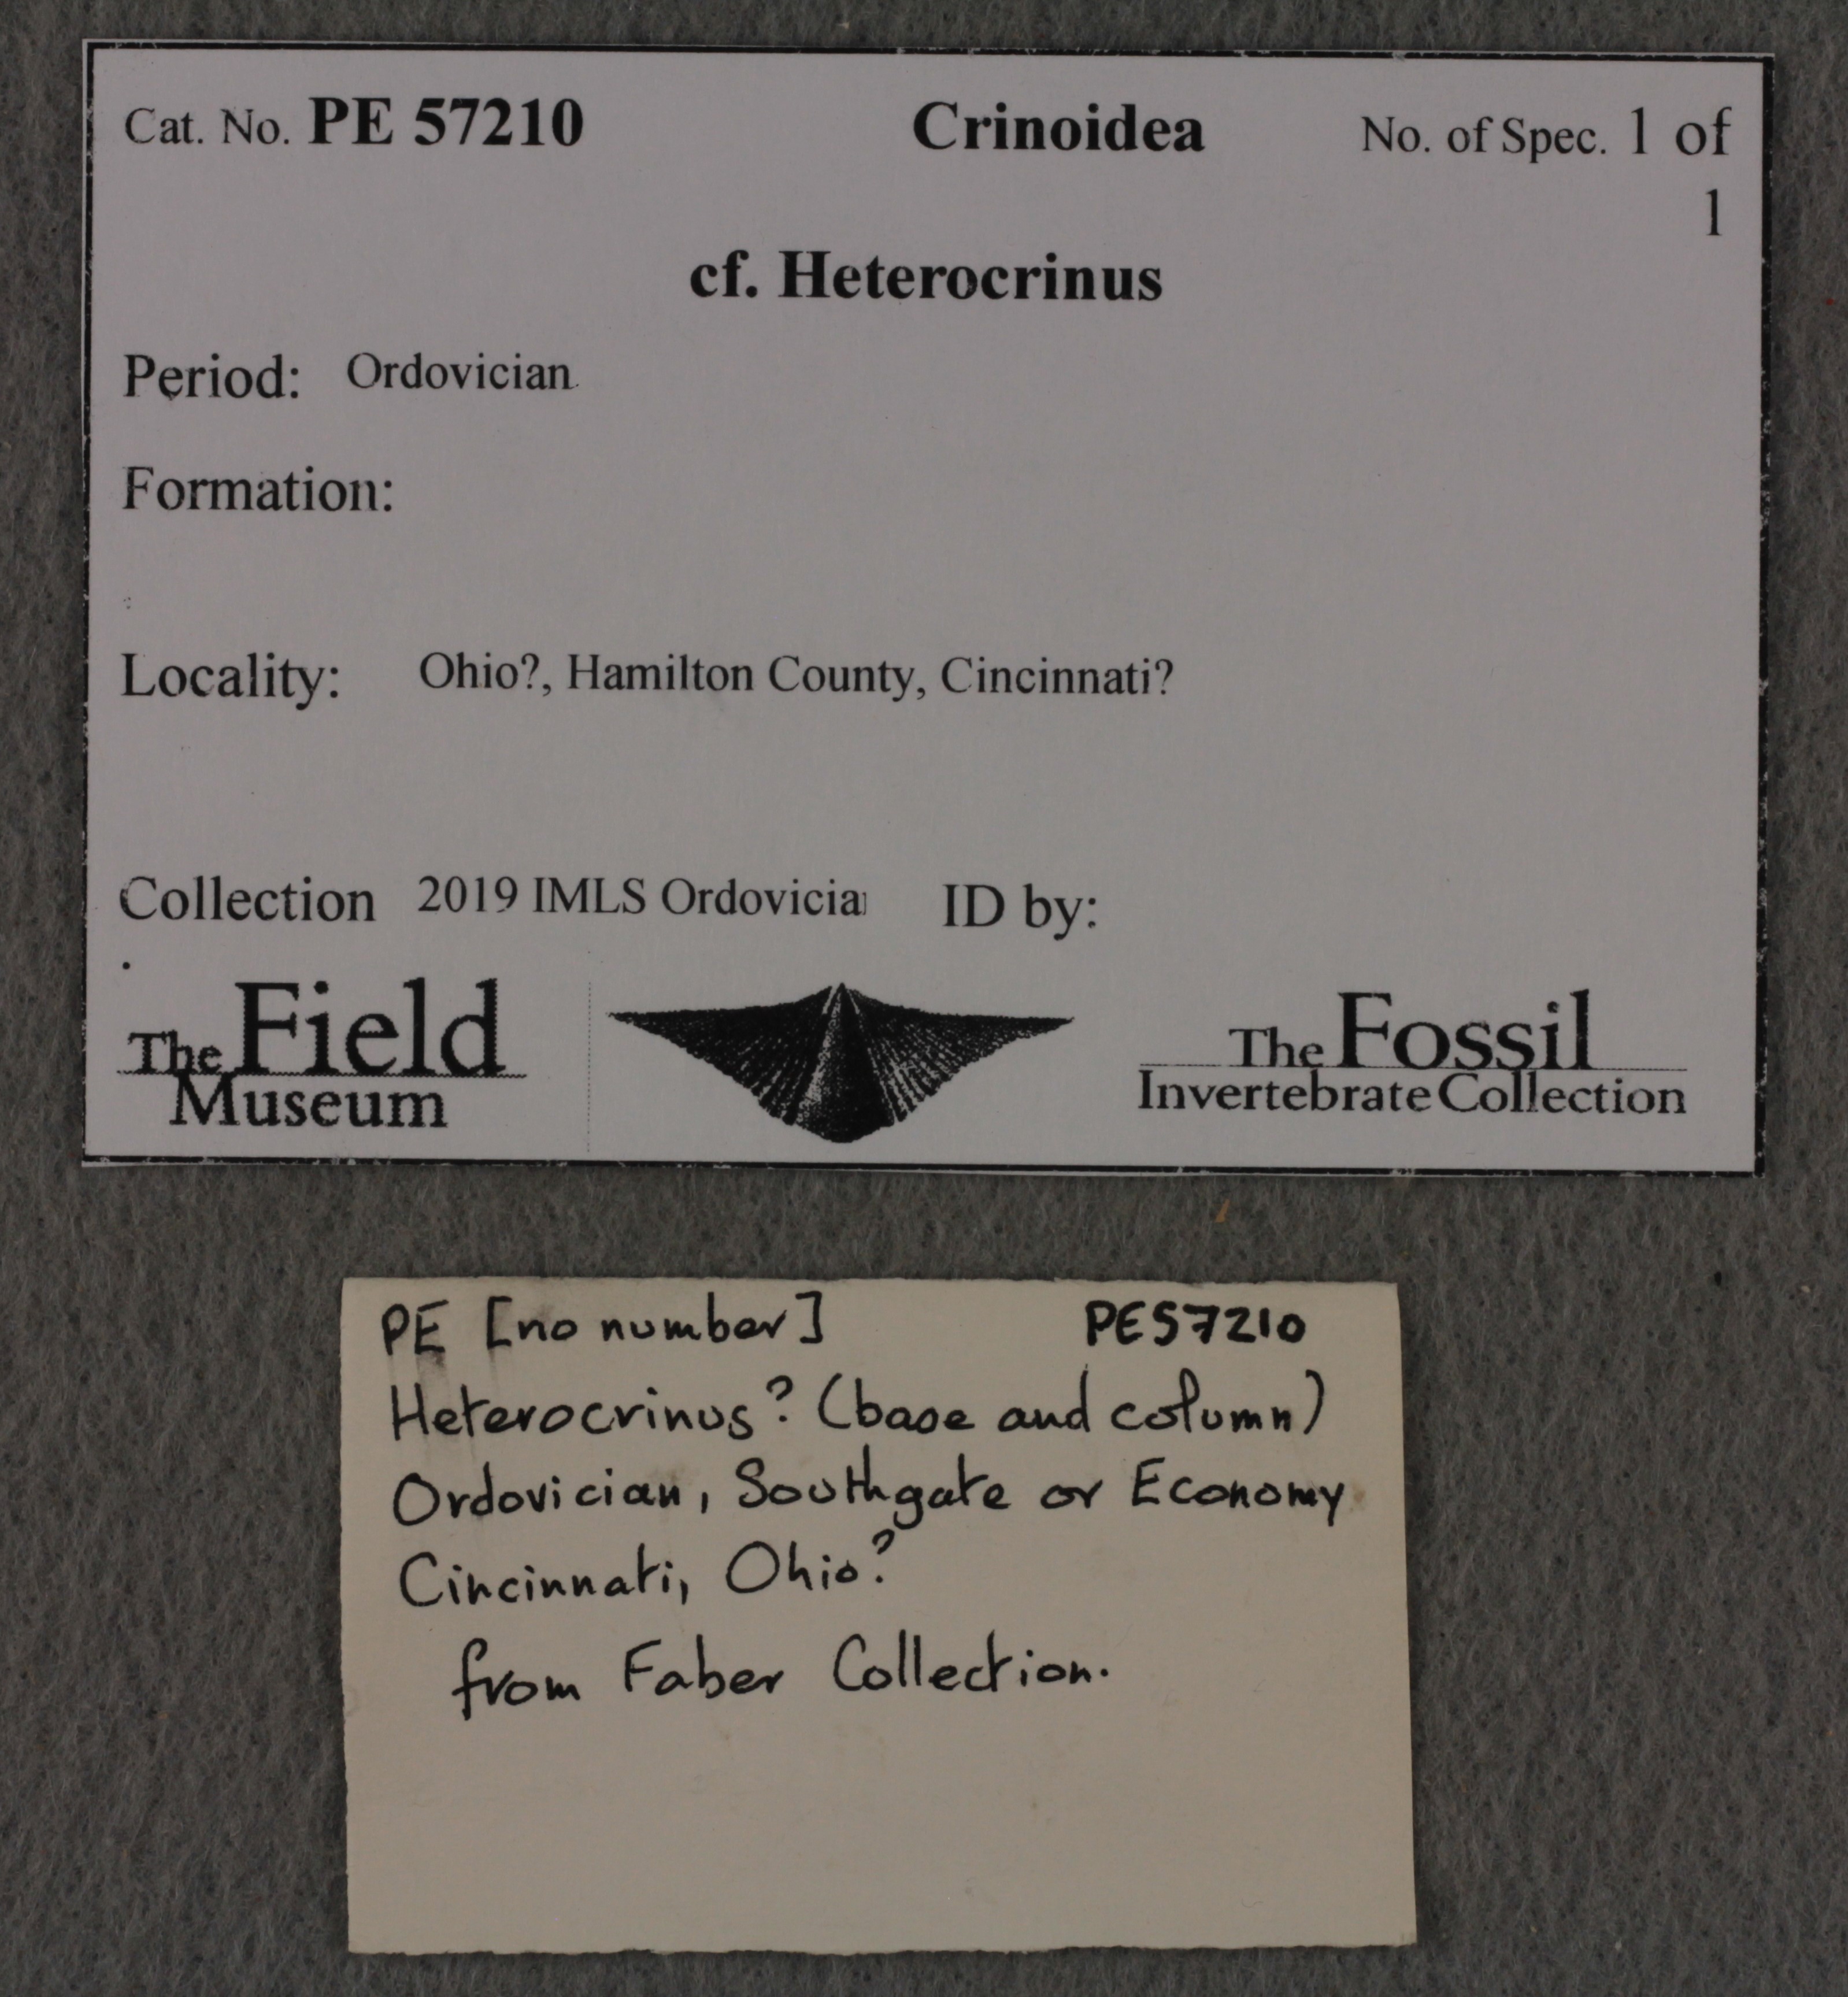 Cat. No. PE 57210 Crinoidea No. of Spec. 1 of
1
cf. Heterocrinus
Period: Ordovician
Formation:
Locality: Ohio?, Hamilton County, Cincinnati?
Collection 2019 IMLS Ordovicia ID by:
The Field
Museum
The Fossil
Invertebrate Collection
PE [no number] PE57210
Heterocrinus? (base and column)
Ordovician, Southgate or Economy
Cincinnati, Ohio?
from Faber Collection.